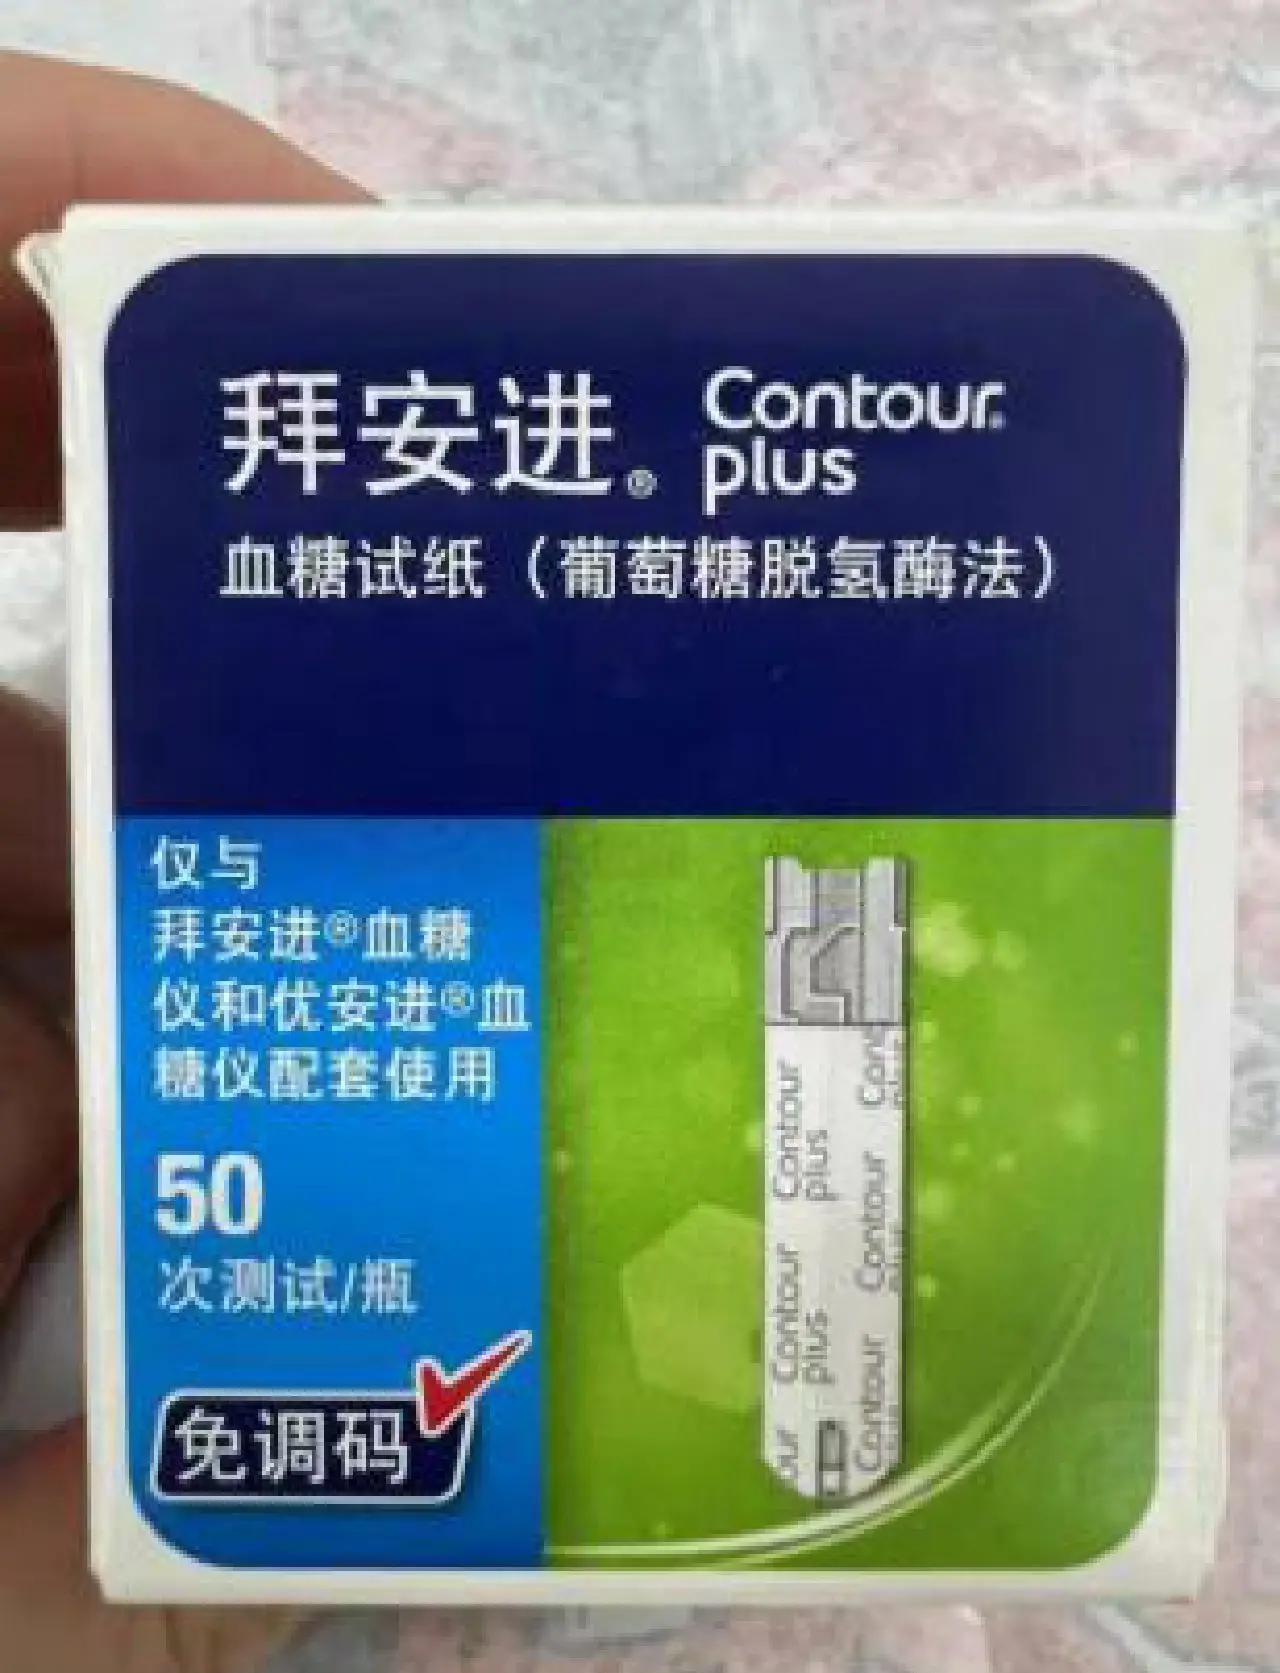 拜安进® Contour®
plus
血糖试纸（葡萄糖脱氢酶法）
仅与
拜安进®血糖
仪和优安进®血
糖仪配套使用
50
次测试/瓶
免调码
Contour
plus
Contour
plus
our
Cont
Contour
Contour